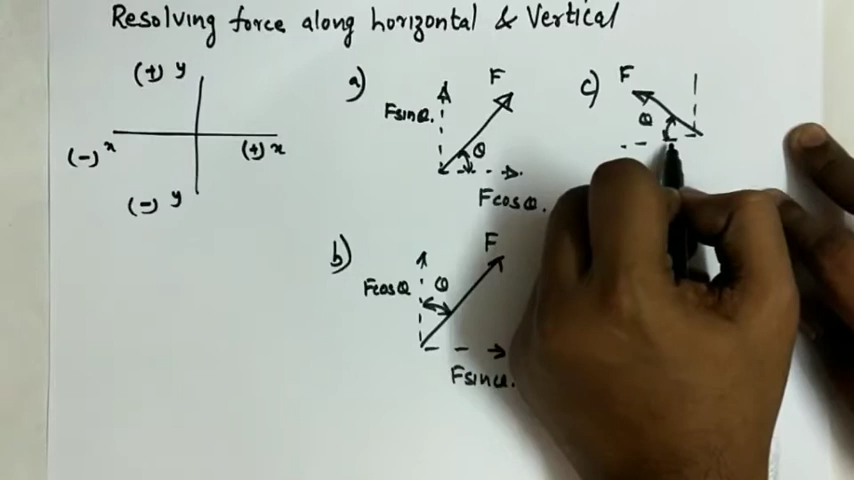 Resolving force along horizontal & Vertical
(+) y
(-) x
(+) x
(-) y
a)
F
Fsinθ.
θ
Fcosθ.
b)
F
Fcosθ
θ
Fsinθ.
c)
F
θ